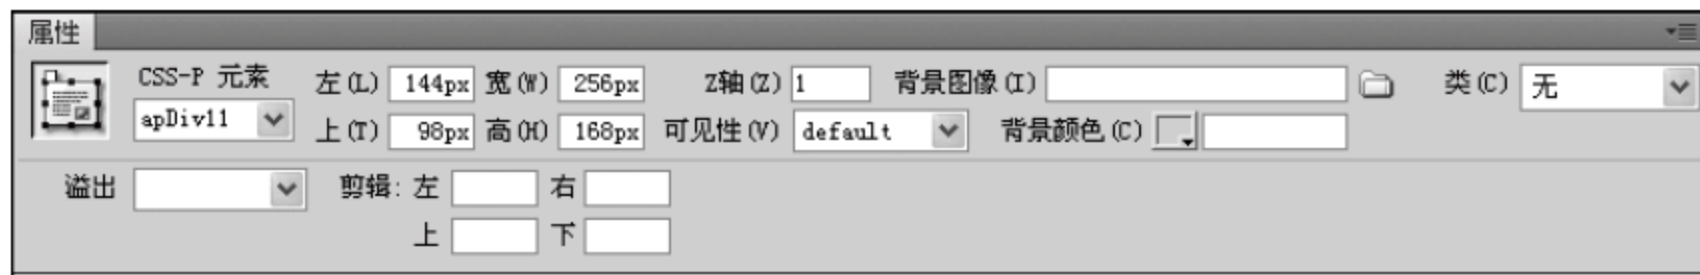 属性
CSS-P 元素 左(L) 144px 宽(W) 256px Z轴(Z) 1 背景图像(I) 类(C) 无
apDiv11 上(T) 98px 高(H) 168px 可见性(V) default 背景颜色(C)
溢出 剪辑: 左 右
上 下